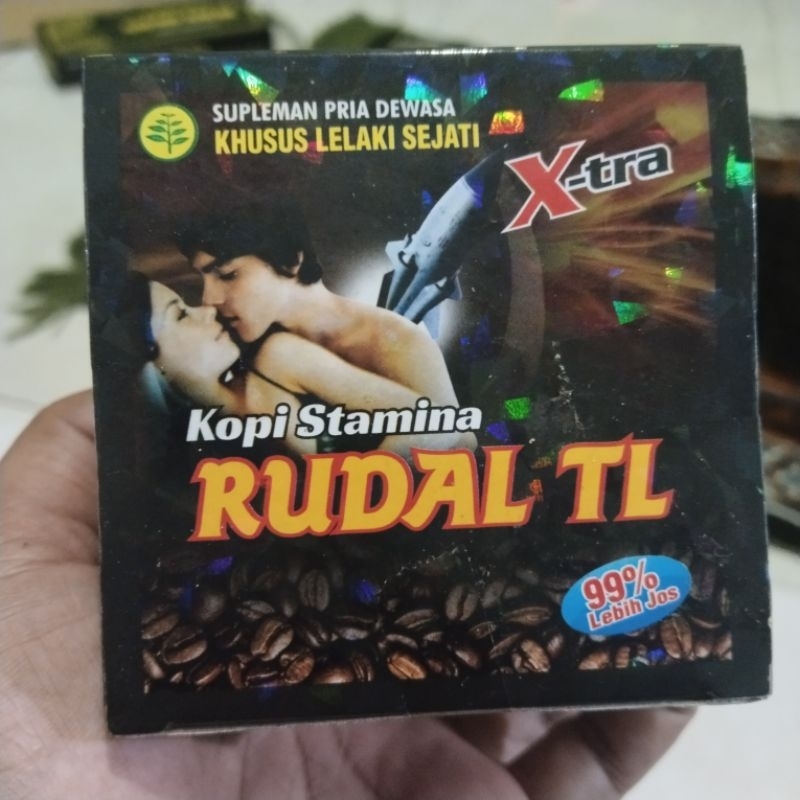 SUPLEMAN PRIA DEWASA
KHUSUS LELAKI SEJATI
X-tra
Kopi Stamina
RUDAL TL
99%
Lebih Jos